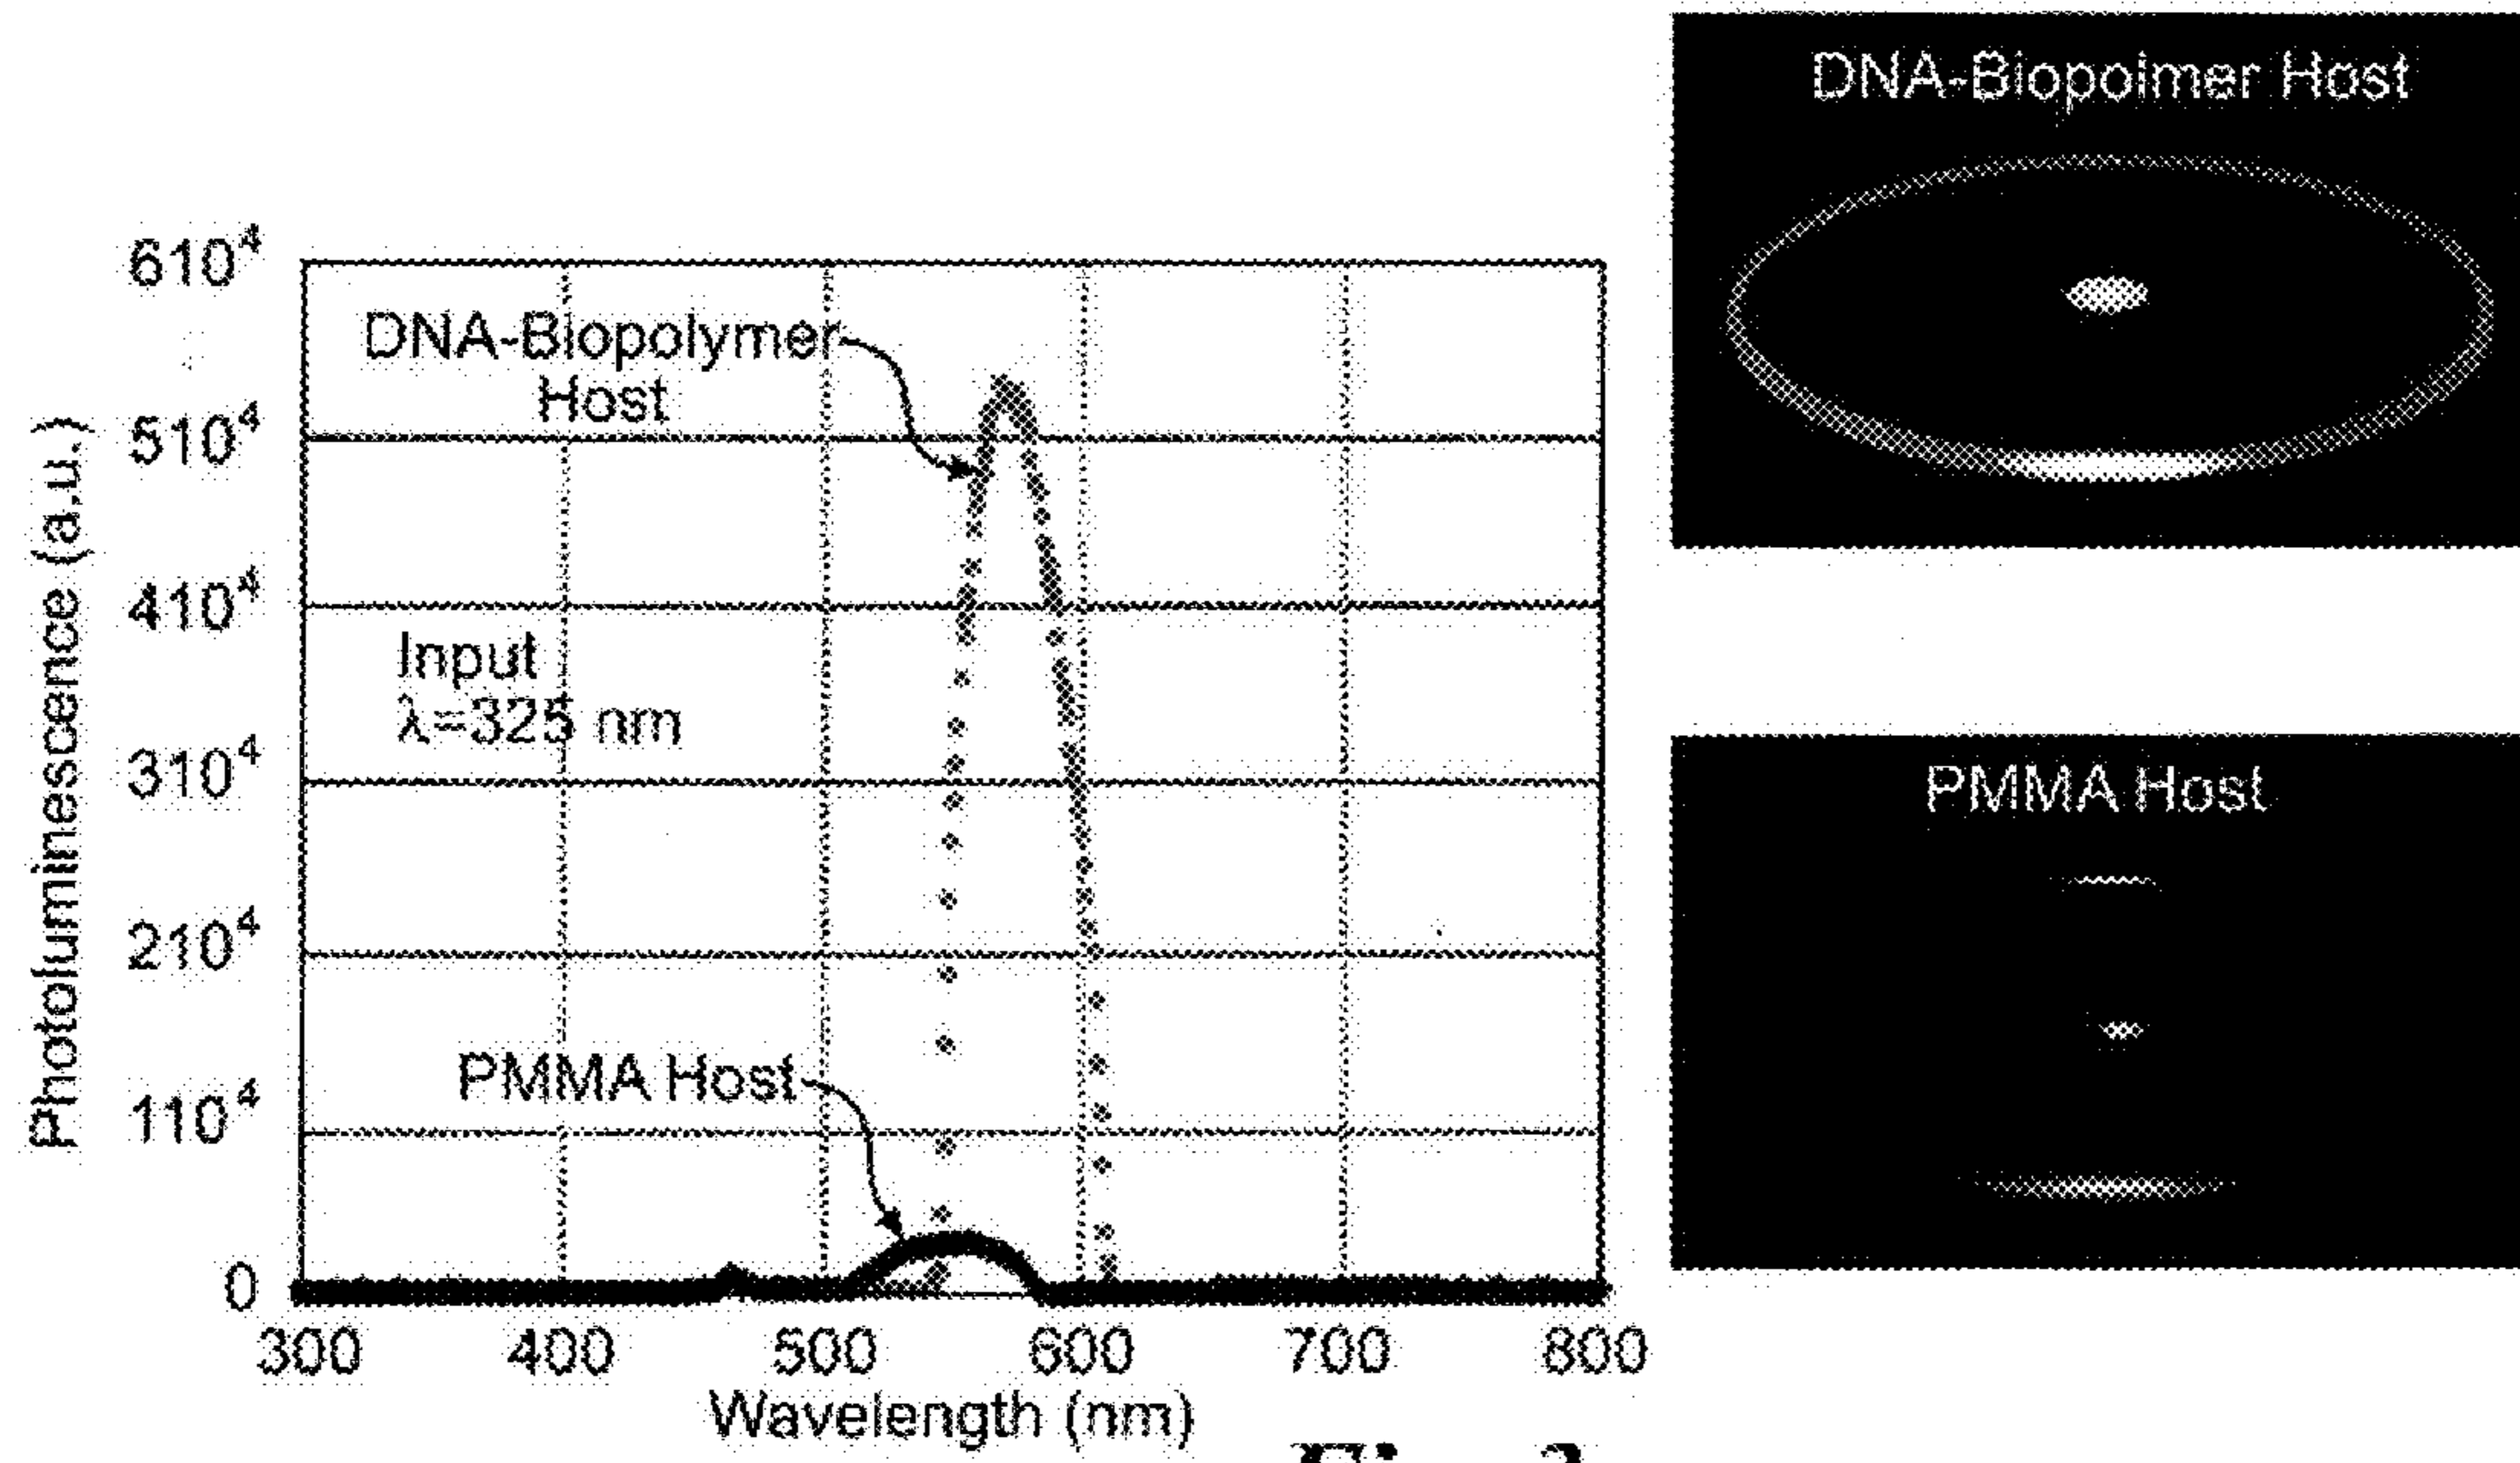 DNA-Biopolmer Host
610⁴
510⁴
410⁴
310⁴
210⁴
110⁴
0
Photoluminescence (a.u.)
DNA-Biopolymer
Host
Input
λ=325 nm
PMMA Host
300 400 500 600 700 800
Wavelength (nm)
PMMA Host